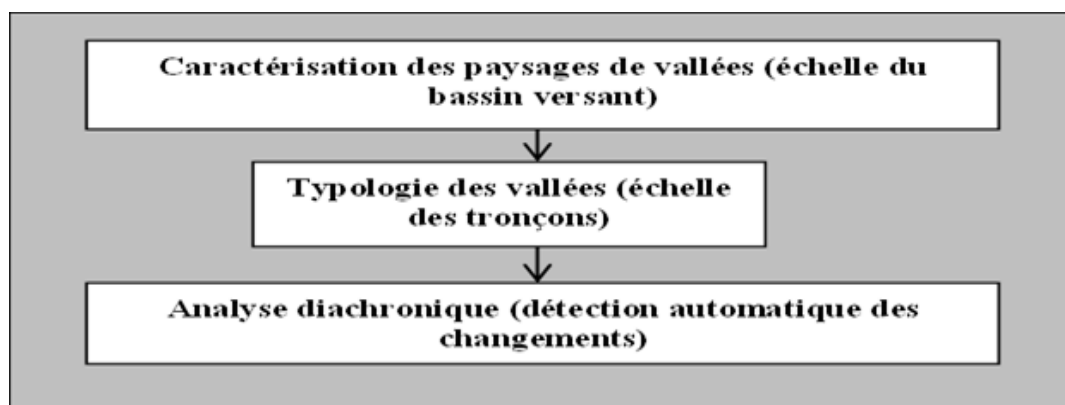 Caractérisation des paysages de vallées (échelle du
bassin versant)
Typologie des vallées (échelle
des tronçons)
Analyse diachronique (détection automatique des
changements)